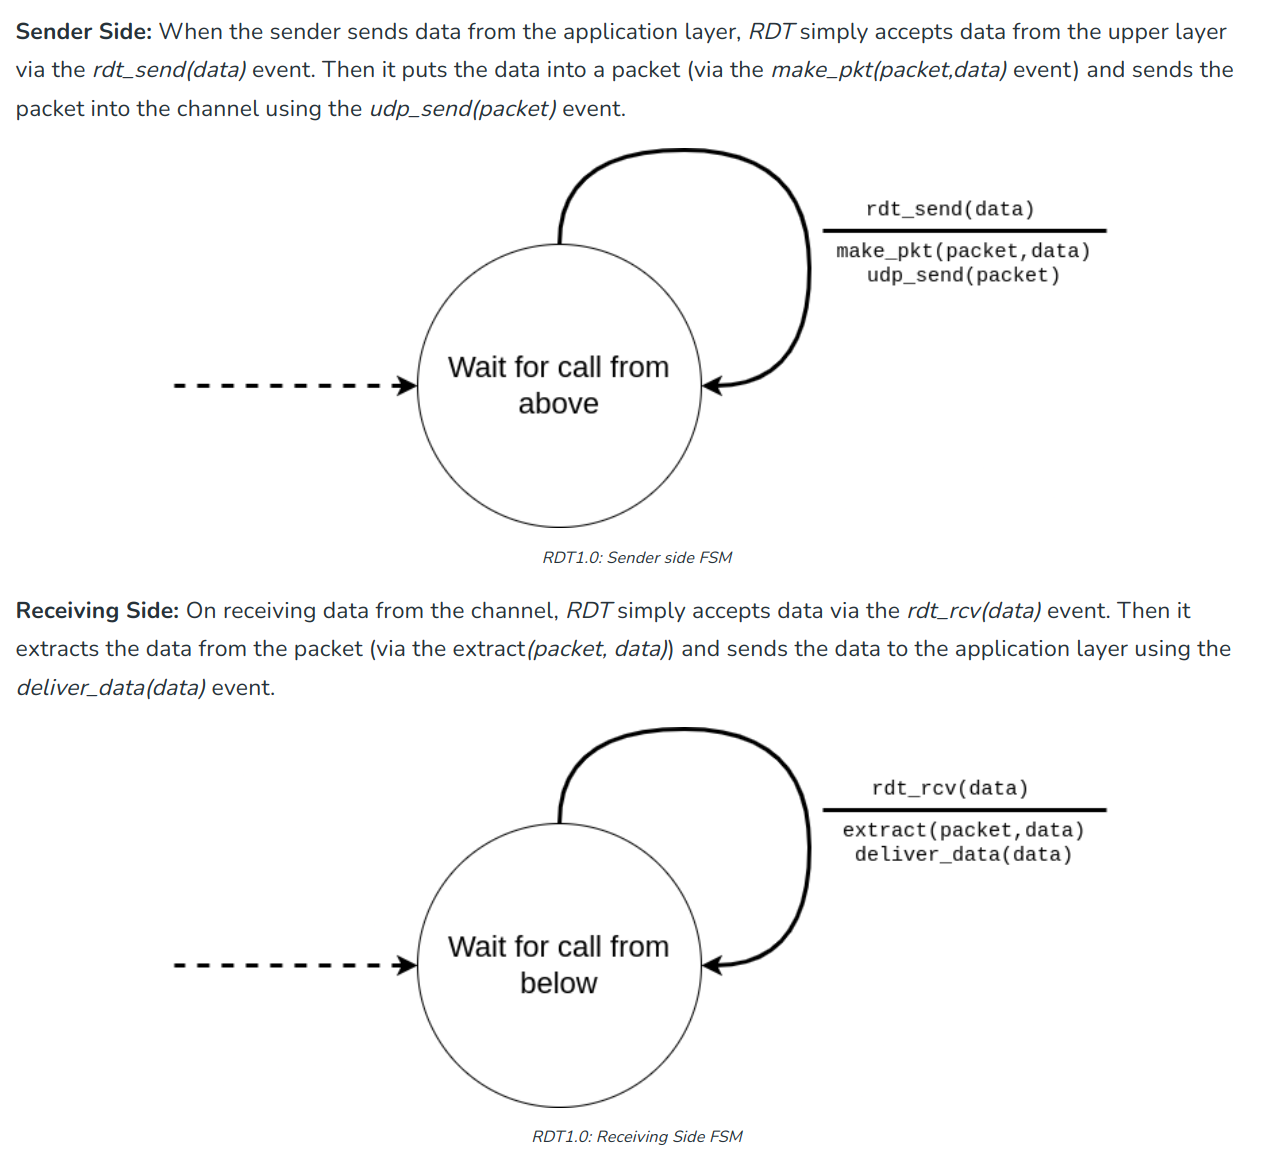 Sender Side: When the sender sends data from the application layer, RDT simply accepts data from the upper layer
via the rdt_send(data) event. Then it puts the data into a packet (via the make_pkt(packet,data) event) and sends the
packet into the channel using the udp_send(packet) event.
rdt_send(data)
make_pkt(packet,data)
udp_send(packet)
Wait for call from
above
RDT1.0: Sender side FSM
Receiving Side: On receiving data from the channel, RDT simply accepts data via the rdt_rcv(data) event. Then it
extracts the data from the packet (via the extract(packet, data)) and sends the data to the application layer using the
deliver_data(data) event.
rdt_rcv(data)
extract(packet,data)
deliver_data(data)
Wait for call from
below
RDT1.0: Receiving Side FSM